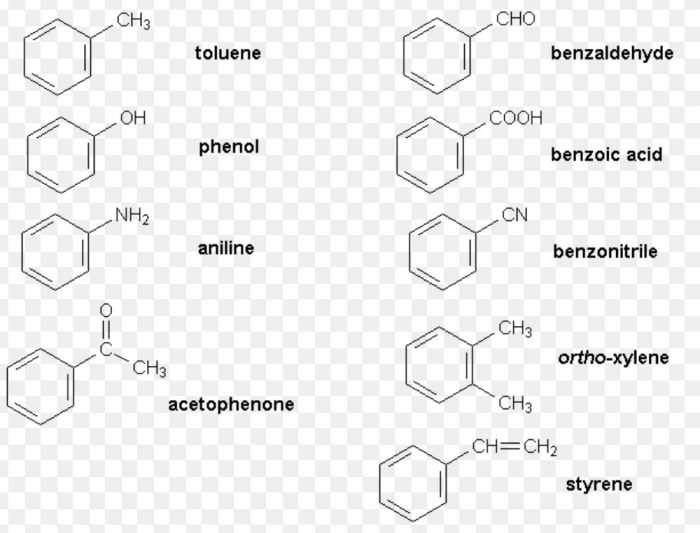 CH3
toluene
OH
phenol
NH2
aniline
O
C
CH3
acetophenone
CHO
benzaldehyde
COOH
benzoic acid
CN
benzonitrile
CH3
ortho-xylene
CH3
CH=CH2
styrene